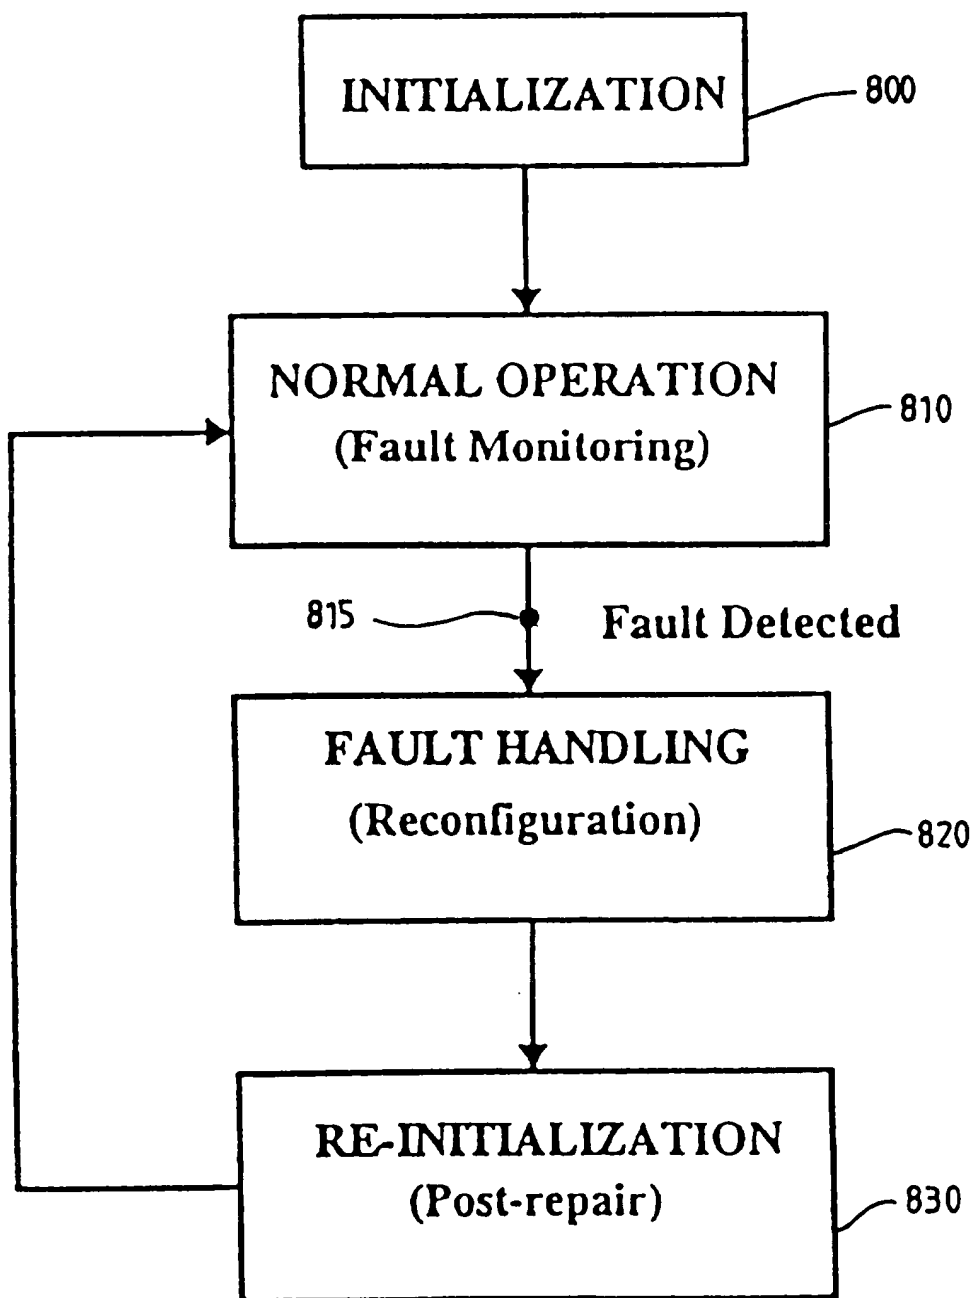 INITIALIZATION
800
NORMAL OPERATION
(Fault Monitoring)
810
815
Fault Detected
FAULT HANDLING
(Reconfiguration)
820
RE-INITIALIZATION
(Post-repair)
830